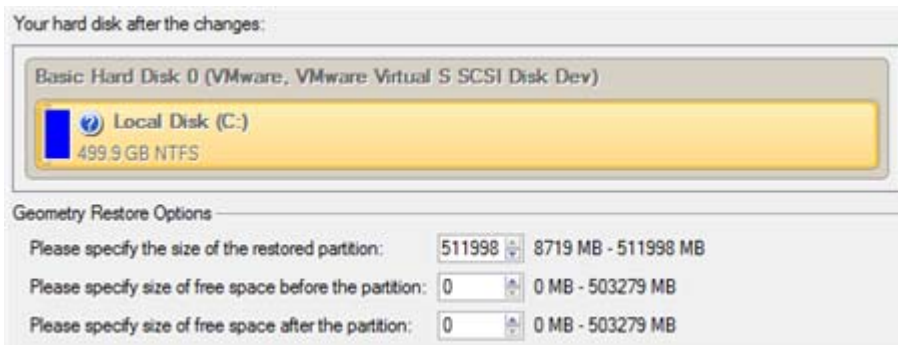 Your hard disk after the changes:
Basic Hard Disk 0 (VMware, VMware Virtual S SCSI Disk Dev)
? Local Disk (C:)
499.9 GB NTFS
Geometry Restore Options
Please specify the size of the restored partition: 511998 8719 MB - 511998 MB
Please specify size of free space before the partition: 0 0 MB - 503279 MB
Please specify size of free space after the partition: 0 0 MB - 503279 MB